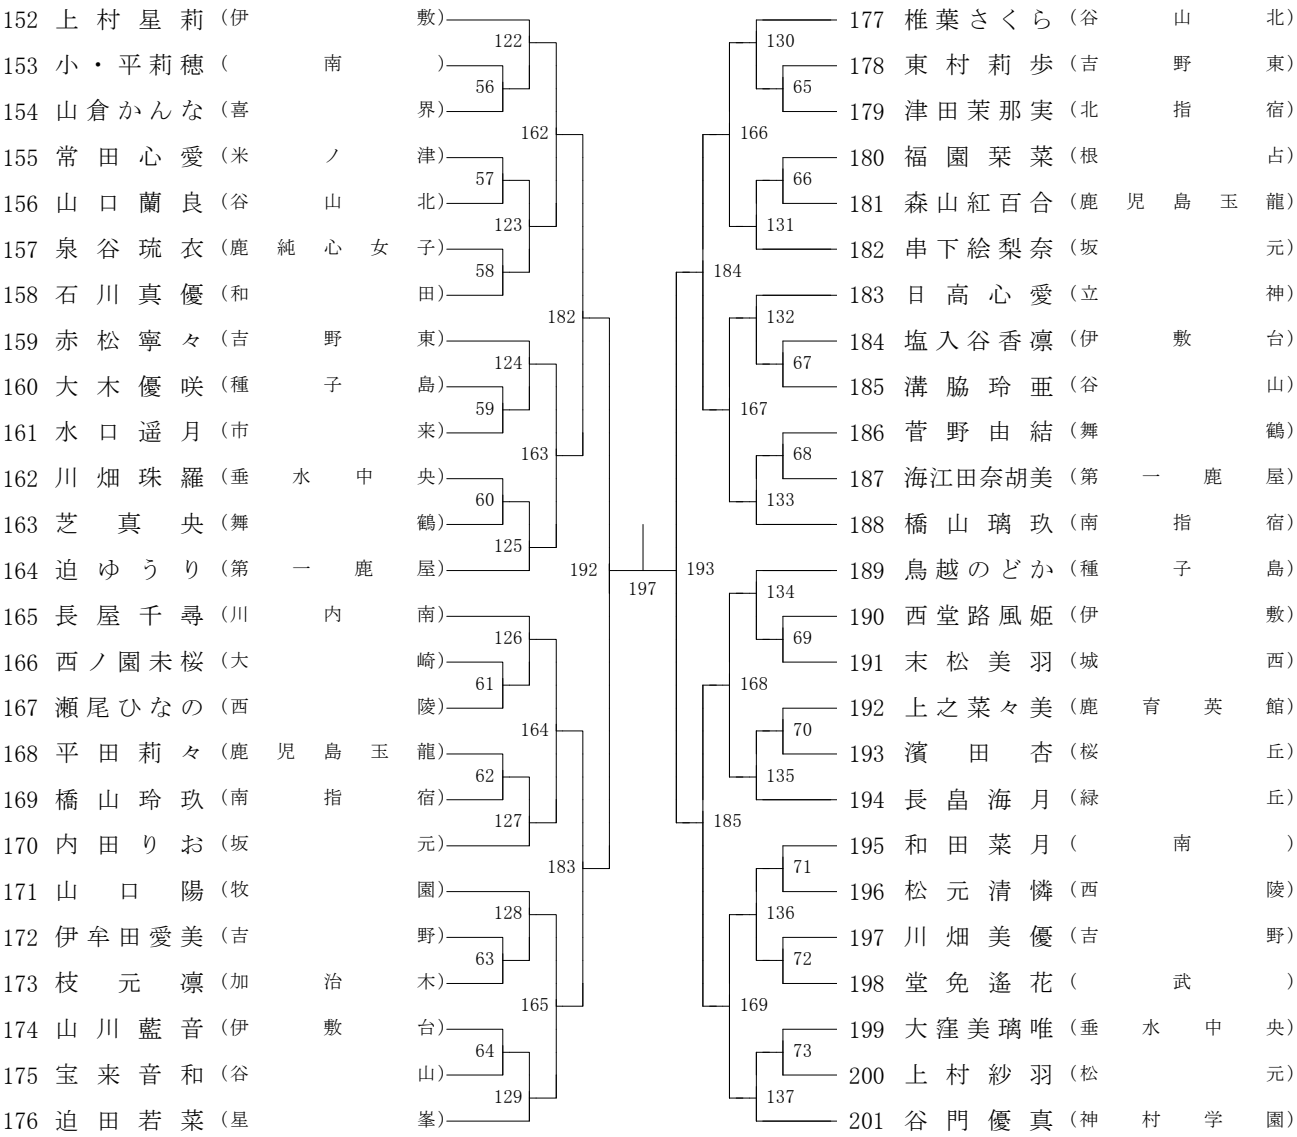 152 上村星莉 (伊敷)
153 小・平莉穂 (南)
154 山倉かんな (喜界)
155 常田心愛 (米ノ津)
156 山口蘭良 (谷山北)
157 泉谷琉衣 (鹿純心女子)
158 石川真優 (和田)
159 赤松寧々 (吉野東)
160 大木優咲 (種子島)
161 水口遥月 (市来)
162 川畑珠羅 (垂水中央)
163 芝真央 (舞鶴)
164 迫ゆうり (第一鹿屋)
165 長屋千尋 (川内南)
166 西ノ園未桜 (大崎)
167 瀬尾ひなの (西陵)
168 平田莉々 (鹿児島玉龍)
169 橋山玲玖 (南指宿)
170 内田りお (坂元)
171 山口陽 (牧園)
172 伊牟田愛美 (吉野)
173 枝元凛 (加治木)
174 山川藍音 (伊敷台)
175 宝来音和 (谷山)
176 迫田若菜 (星峯)
122
56
162
57
123
58
182
124
59
163
60
125
192
126
61
164
62
127
183
128
63
165
64
129
197
193
130
65
166
66
131
184
132
67
167
68
133
134
69
168
70
135
185
71
136
72
169
73
137
177 椎葉さくら (谷山北)
178 東村莉歩 (吉野東)
179 津田茉那実 (北指宿)
180 福園栞菜 (根占)
181 森山紅百合 (鹿児島玉龍)
182 串下絵梨奈 (坂元)
183 日高心愛 (立神)
184 塩入谷香凛 (伊敷台)
185 溝脇玲亜 (谷山)
186 菅野由結 (舞鶴)
187 海江田奈胡美 (第一鹿屋)
188 橋山璃玖 (南指宿)
189 鳥越のどか (種子島)
190 西堂路風姫 (伊敷)
191 末松美羽 (城西)
192 上之菜々美 (鹿育英館)
193 濱田杏 (桜丘)
194 長畠海月 (緑丘)
195 和田菜月 (南)
196 松元清憐 (西陵)
197 川畑美優 (吉野)
198 堂免遙花 (武)
199 大窪美璃唯 (垂水中央)
200 上村紗羽 (松元)
201 谷門優真 (神村学園)